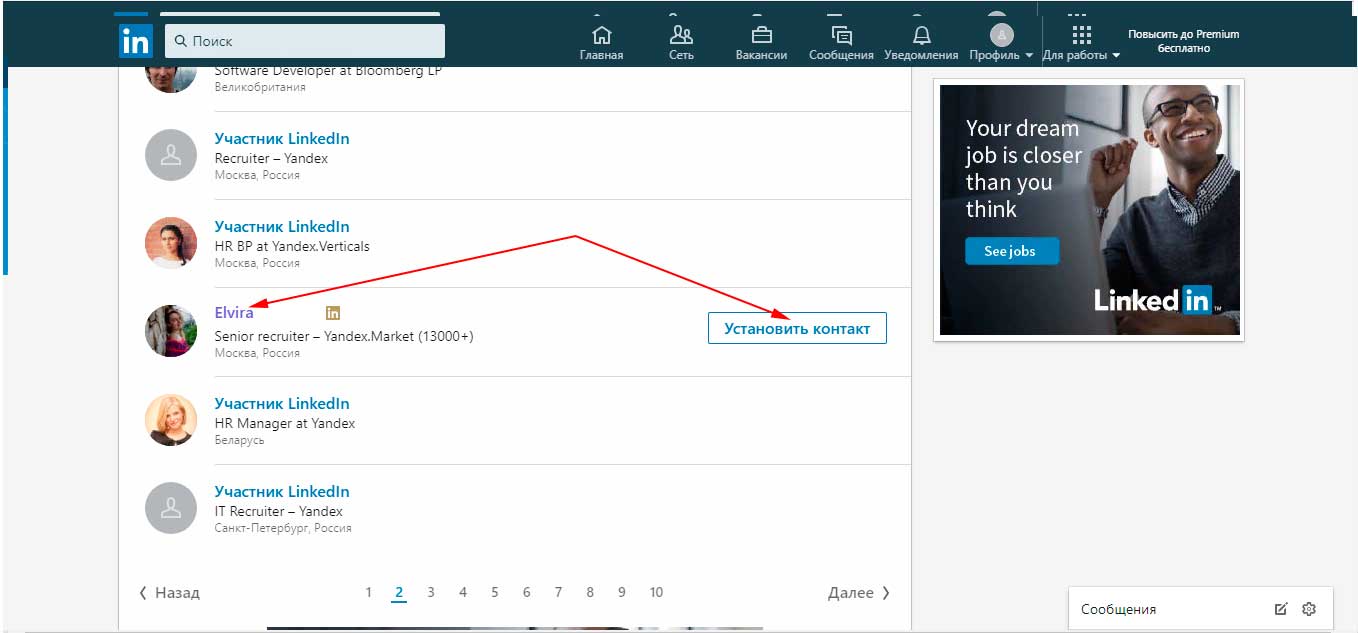 in
Поиск
Главная
Сеть
Вакансии
Сообщения
Уведомления
Профиль
Для работы
Повысить до Premium
бесплатно
Software Developer at Bloomberg LP
Великобритания
Участник LinkedIn
Recruiter – Yandex
Москва, Россия
Участник LinkedIn
HR BP at Yandex.Verticals
Москва, Россия
Elvira
in
Senior recruiter – Yandex.Market (13000+)
Москва, Россия
Установить контакт
Участник LinkedIn
HR Manager at Yandex
Беларусь
Участник LinkedIn
IT Recruiter – Yandex
Санкт-Петербург, Россия
Назад
1 2 3 4 5 6 7 8 9 10
Далее
Your dream
job is closer
than you
think
See jobs
Linked in ™
Сообщения